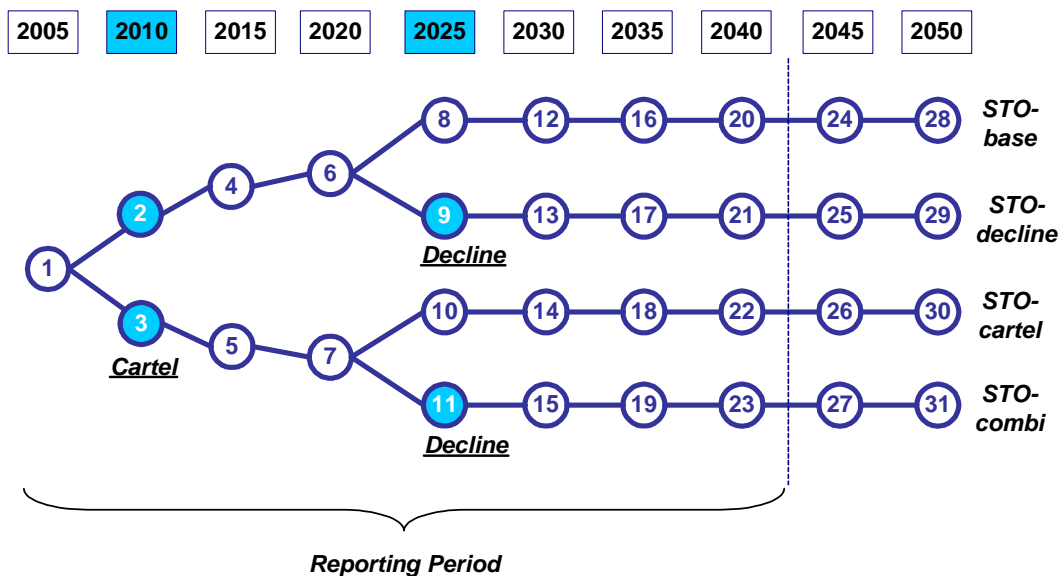 2005 2010 2015 2020 2025 2030 2035 2040 2045 2050
8 12 16 20 24 28 STO-
base
6
4
2 9 13 17 21 25 29 STO-
decline
Decline
1
10 14 18 22 26 30 STO-
cartel
3
5 7
Cartel
11 15 19 23 27 31 STO-
combi
Decline
Reporting Period